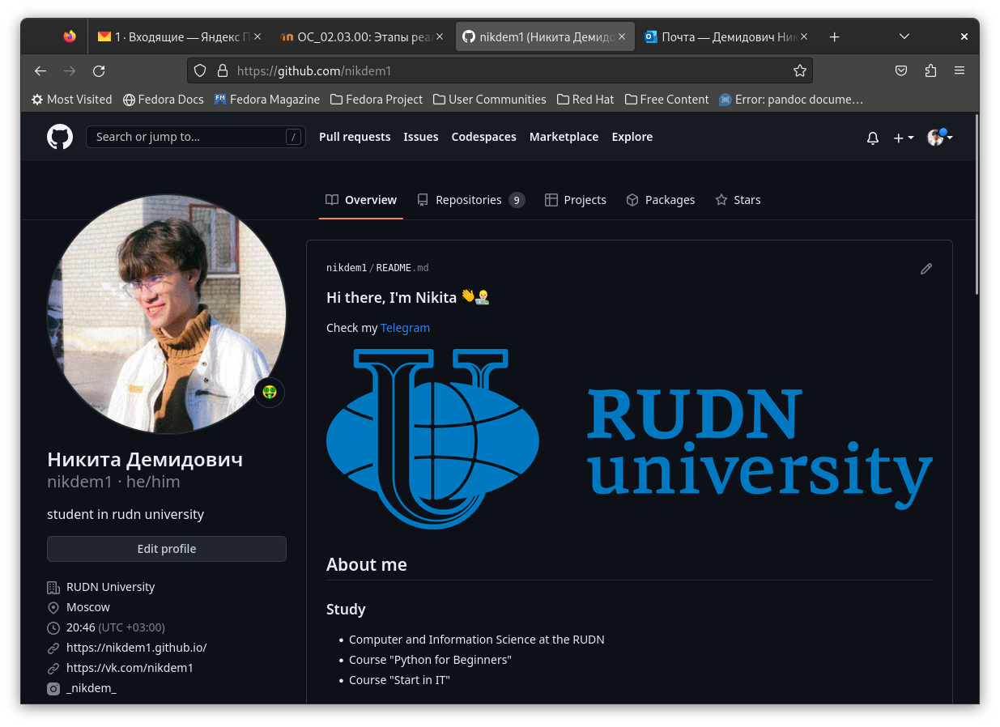 1 · Входящие — Яндекс П
ОС_02.03.00: Этапы реа
nikdem1 (Никита Демидо
Почта — Демидович Ник
https://github.com/nikdem1
Most Visited
Fedora Docs
FM
Fedora Magazine
Fedora Project
User Communities
Red Hat
Free Content
Error: pandoc docume…
Search or jump to...
/
Pull requests
Issues
Codespaces
Marketplace
Explore
Overview
Repositories 9
Projects
Packages
Stars
nikdem1/README.md
Hi there, I'm Nikita 👋👨🏻‍💻
Check my Telegram
RUDN
university
Никита Демидович
nikdem1 · he/him
student in rudn university
Edit profile
RUDN University
Moscow
20:46 (UTC +03:00)
https://nikdem1.github.io/
https://vk.com/nikdem1
_nikdem_
About me
Study
Computer and Information Science at the RUDN
Course "Python for Beginners"
Course "Start in IT"